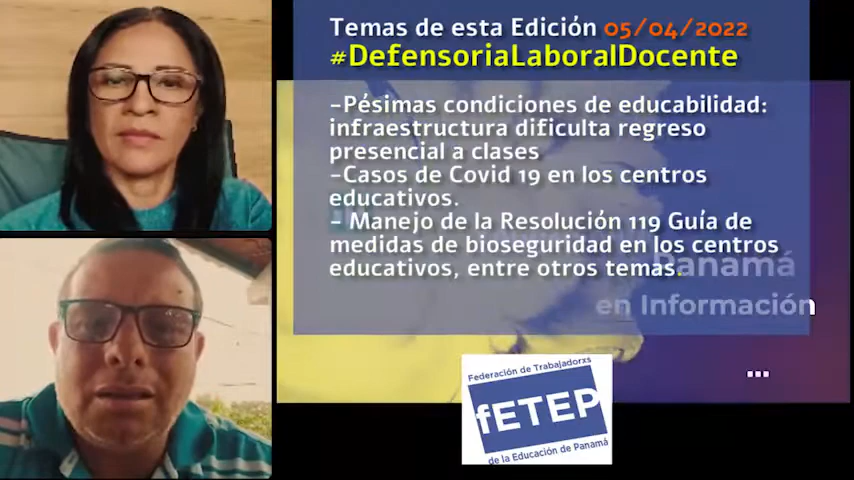 Temas de esta Edición 05/04/2022
#DefensoriaLaboralDocente
-Pésimas condiciones de educabilidad:
infraestructura dificulta regreso
presencial a clases
-Casos de Covid 19 en los centros
educativos.
- Manejo de la Resolución 119 Guía de
medidas de bioseguridad en los centros
educativos, entre otros temas.
Panamá
en Información
...
Federación de Trabajadorxs
fETEP
de la Educación de Panamá